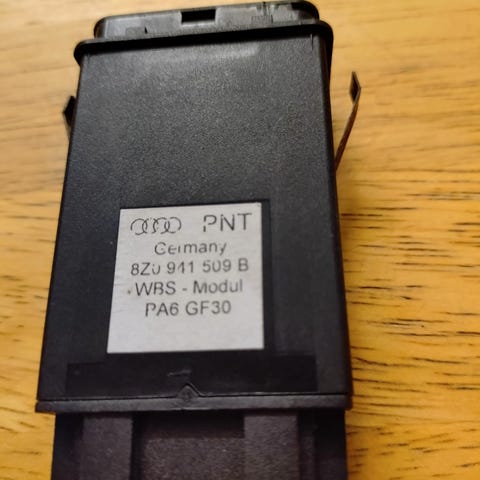 PNT
Germany
8Z0 941 509 B
WBS - Modul
PA6 GF30